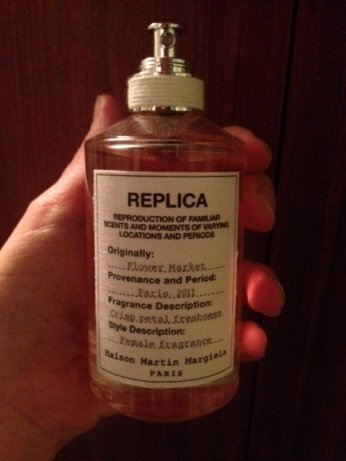 REPLICA
REPRODUCTION OF FAMILIAR
SCENTS AND MOMENTS OF VARYING
LOCATIONS AND PERIODS
Originally:
Flower Market
Provenance and Period:
Paris, 2011
Fragrance Description:
Crisp petal freshness
Style Description:
Female fragrance
Maison Martin Margiela
PARIS